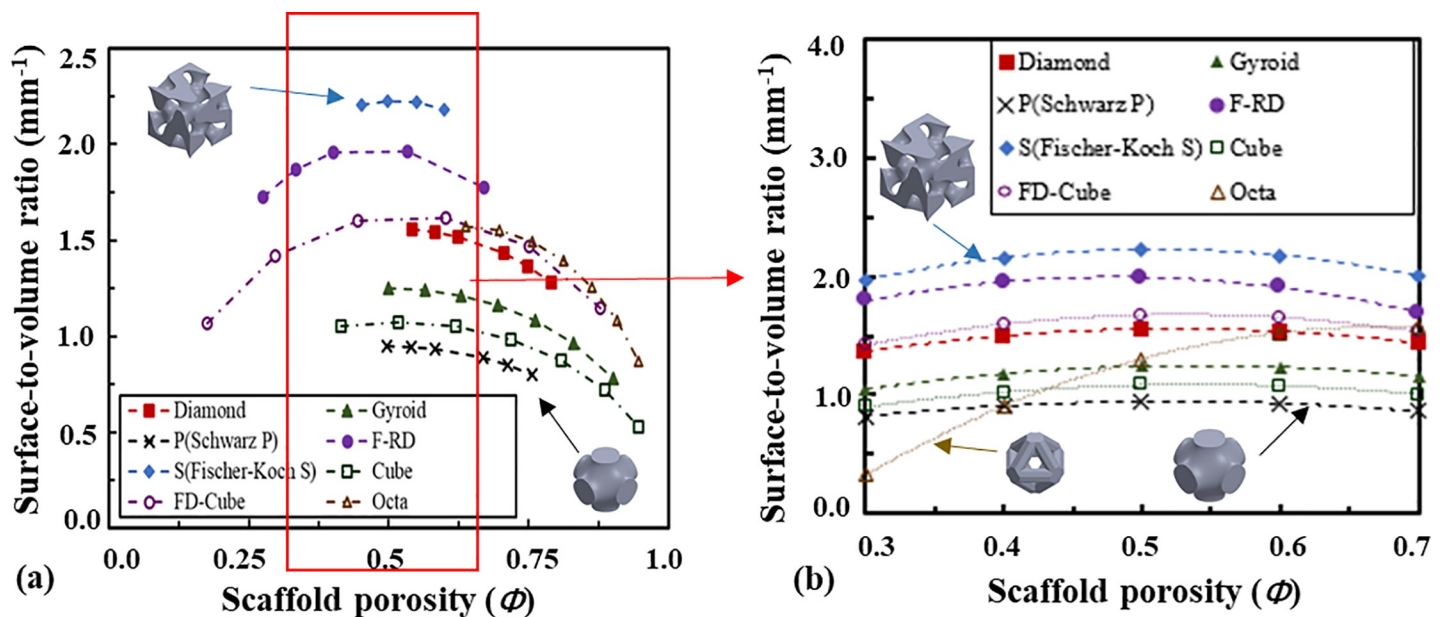 Surface-to-volume ratio (mm⁻¹)
2.5
2.0
1.5
1.0
0.5
0.0
Diamond
Gyroid
P(Schwarz P)
F-RD
S(Fischer-Koch S)
Cube
FD-Cube
Octa
0.0
0.25
0.5
0.75
1.0
(a)
Scaffold porosity (Φ)
Surface-to-volume ratio (mm⁻¹)
4.0
3.0
2.0
1.0
0.0
Diamond
Gyroid
P(Schwarz P)
F-RD
S(Fischer-Koch S)
Cube
FD-Cube
Octa
0.3
0.4
0.5
0.6
0.7
(b)
Scaffold porosity (Φ)